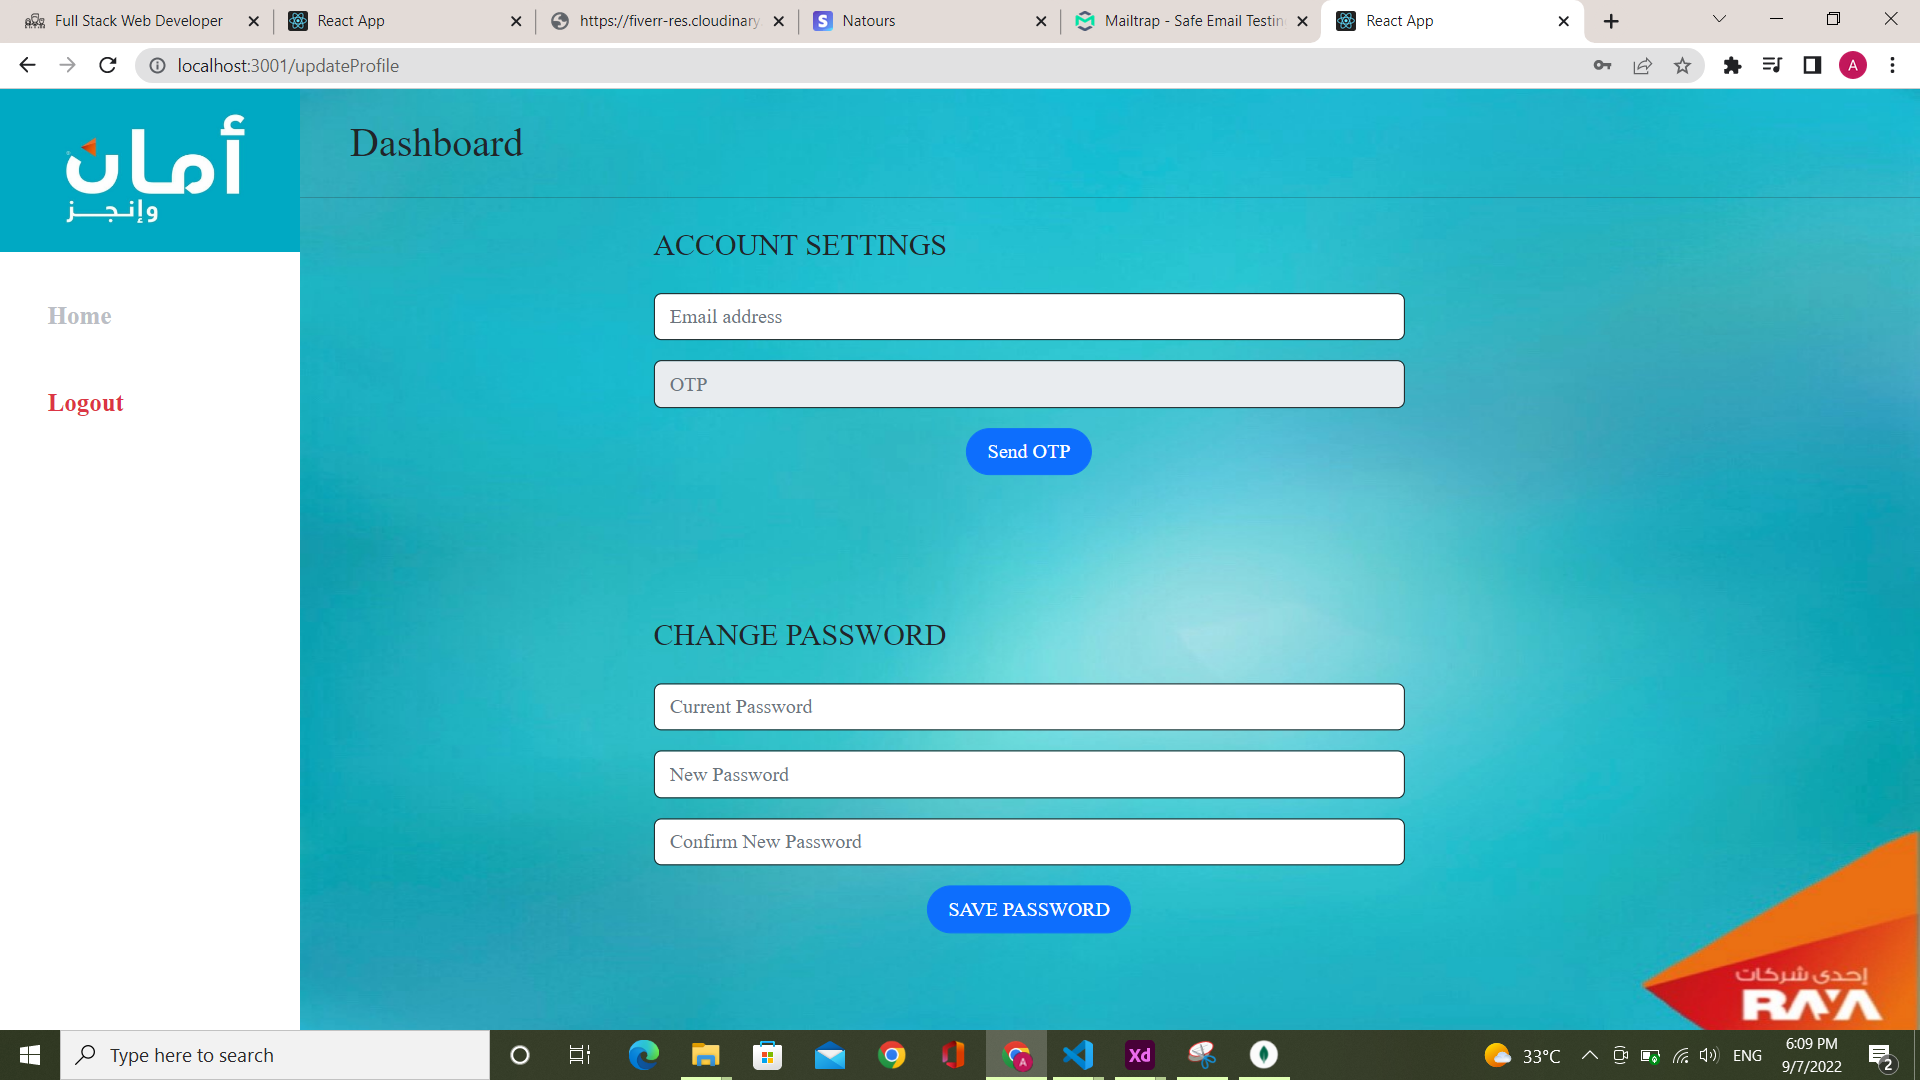 Full Stack Web Developer
React App
https://fiverr-res.cloudinary.
Natours
Mailtrap - Safe Email Testin
React App
localhost:3001/updateProfile
A
أمان
وإنجز
Dashboard
Home
Logout
ACCOUNT SETTINGS
Email address
OTP
Send OTP
CHANGE PASSWORD
Current Password
New Password
Confirm New Password
SAVE PASSWORD
إحدى شركات
RAYA
Type here to search
Xd
33°C
ENG
6:09 PM
9/7/2022
2